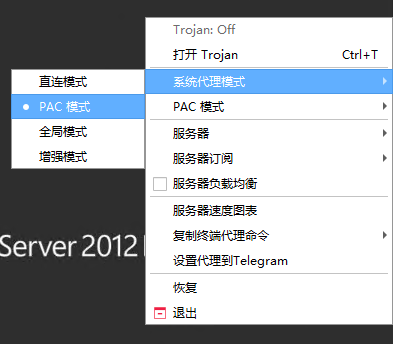 Trojan: Off
打开 Trojan Ctrl+T
系统代理模式
PAC 模式
服务器
服务器订阅
服务器负载均衡
服务器速度图表
复制终端代理命令
设置代理到Telegram
恢复
退出
直连模式
PAC 模式
全局模式
增强模式
Server 2012